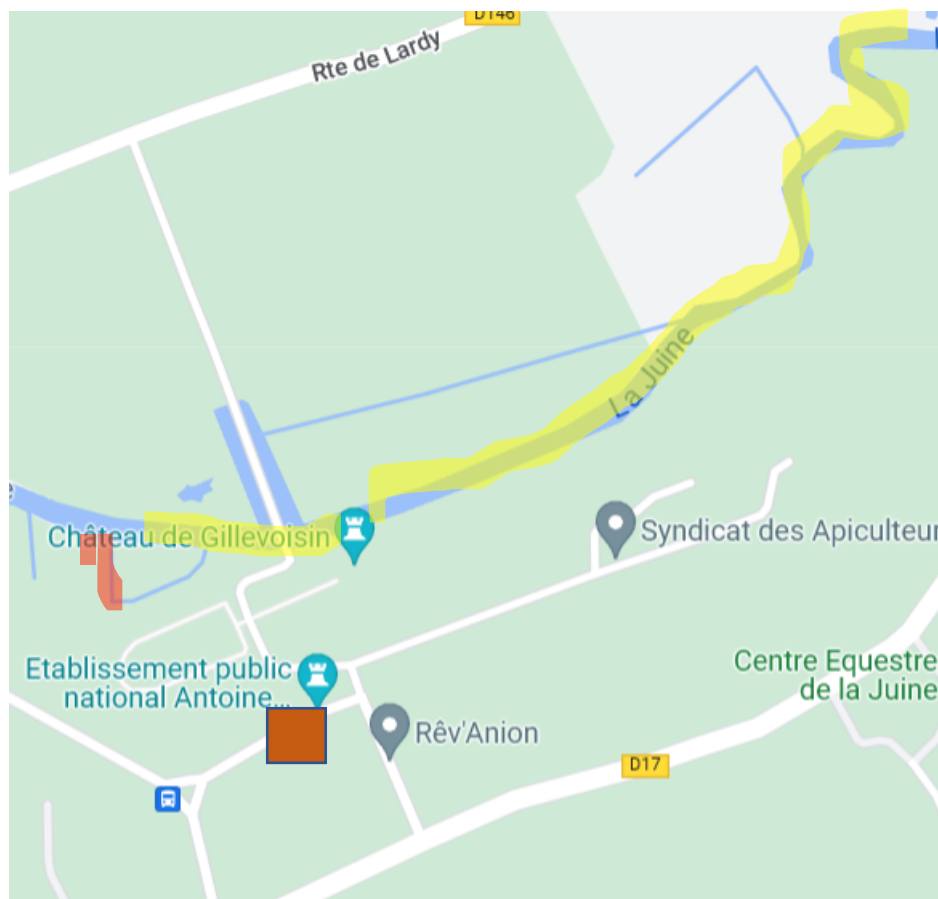 D146
Rte de Lardy
La Juine
e
Château de Gillevoisin
Syndicat des Apiculteur
Etablissement public
national Antoine...
Centre Equestre
de la Juine
Rêv'Anion
D17